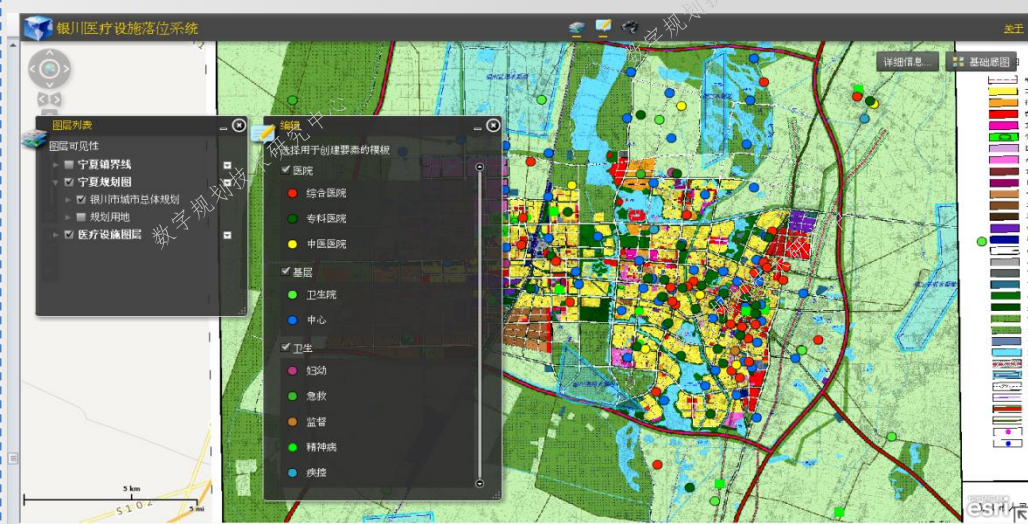 银川医疗设施落位系统
关于
详细信息...
基础底图
图层列表
图层可见性
宁夏镇界线
宁夏规划图
银川市城市总体规划
规划用地
医疗设施图层
编辑
选择用于创建要素的模板
医院
综合医院
专科医院
中医医院
基层
卫生院
中心
卫生
妇幼
急救
监督
精神病
疾控
数字规划技术研究中心
5 km
5 mi
S102
esri